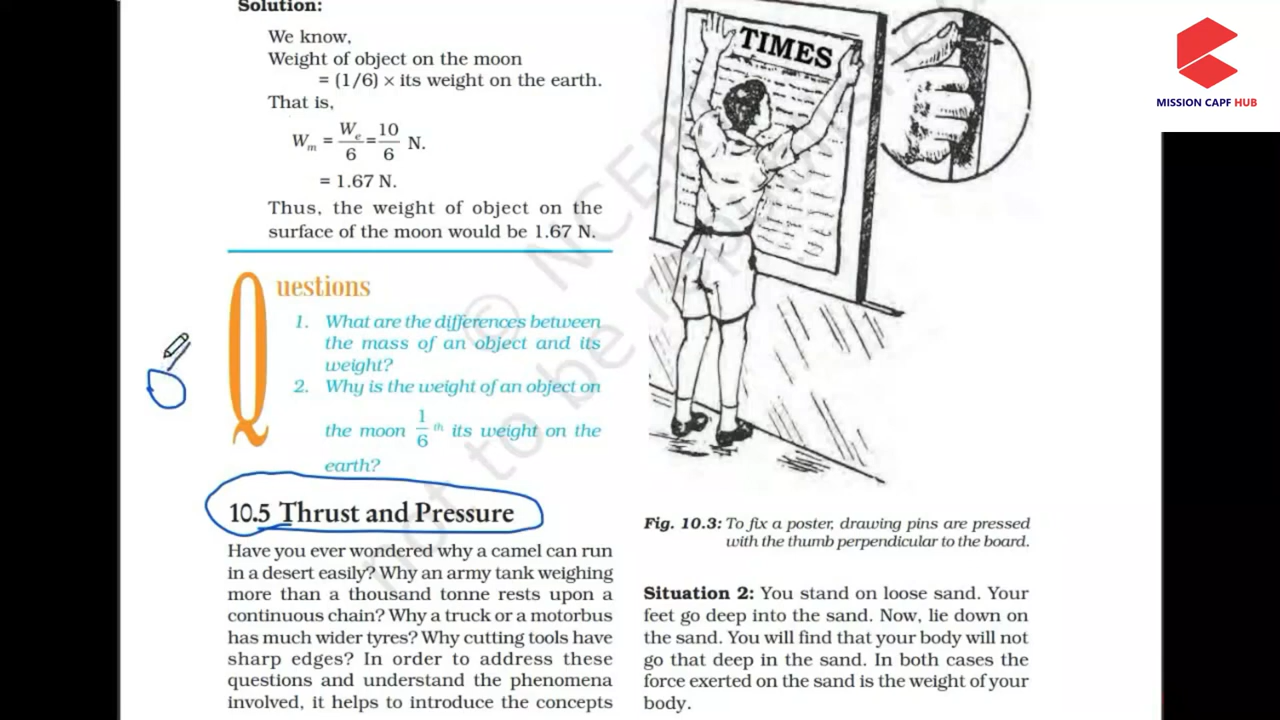 Solution:
We know,
Weight of object on the moon
= (1/6) × its weight on the earth.
That is,
Wm = We/6 = 10/6 N.
= 1.67 N.
Thus, the weight of object on the
surface of the moon would be 1.67 N.
Questions
1. What are the differences between
the mass of an object and its
weight?
2. Why is the weight of an object on
the moon 1/6 th its weight on the
earth?
10.5 Thrust and Pressure
Have you ever wondered why a camel can run
in a desert easily? Why an army tank weighing
more than a thousand tonne rests upon a
continuous chain? Why a truck or a motorbus
has much wider tyres? Why cutting tools have
sharp edges? In order to address these
questions and understand the phenomena
involved, it helps to introduce the concepts
TIMES
Fig. 10.3: To fix a poster, drawing pins are pressed
with the thumb perpendicular to the board.
Situation 2: You stand on loose sand. Your
feet go deep into the sand. Now, lie down on
the sand. You will find that your body will not
go that deep in the sand. In both cases the
force exerted on the sand is the weight of your
body.
MISSION CAPF HUB